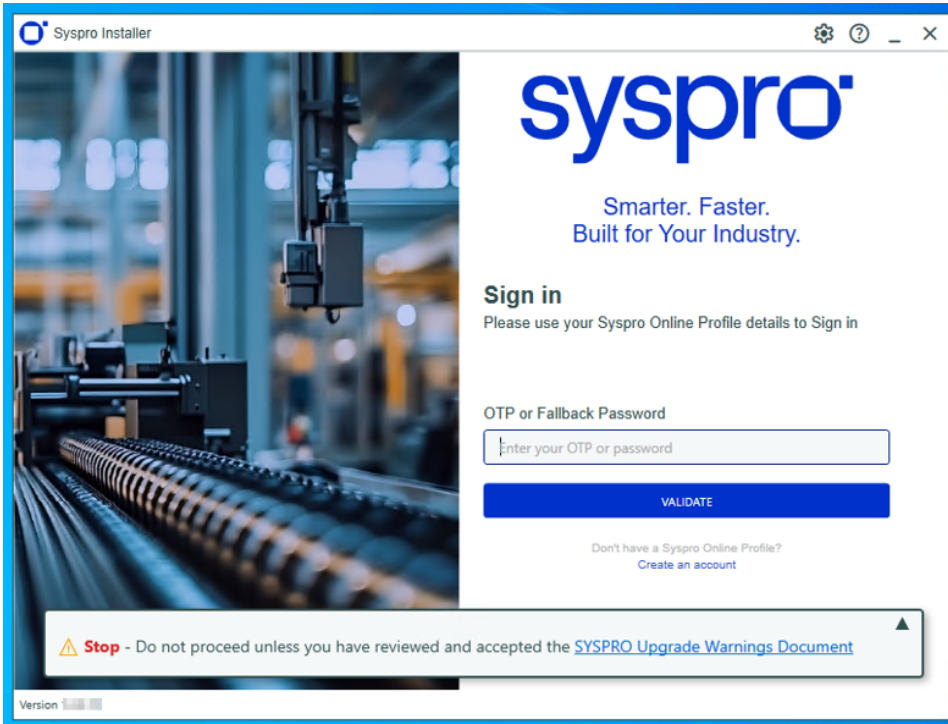 Syspro Installer
syspro
Smarter. Faster.
Built for Your Industry.
Sign in
Please use your Syspro Online Profile details to Sign in
OTP or Fallback Password
Enter your OTP or password
VALIDATE
Don't have a Syspro Online Profile?
Create an account
Stop - Do not proceed unless you have reviewed and accepted the SYSPRO Upgrade Warnings Document
Version